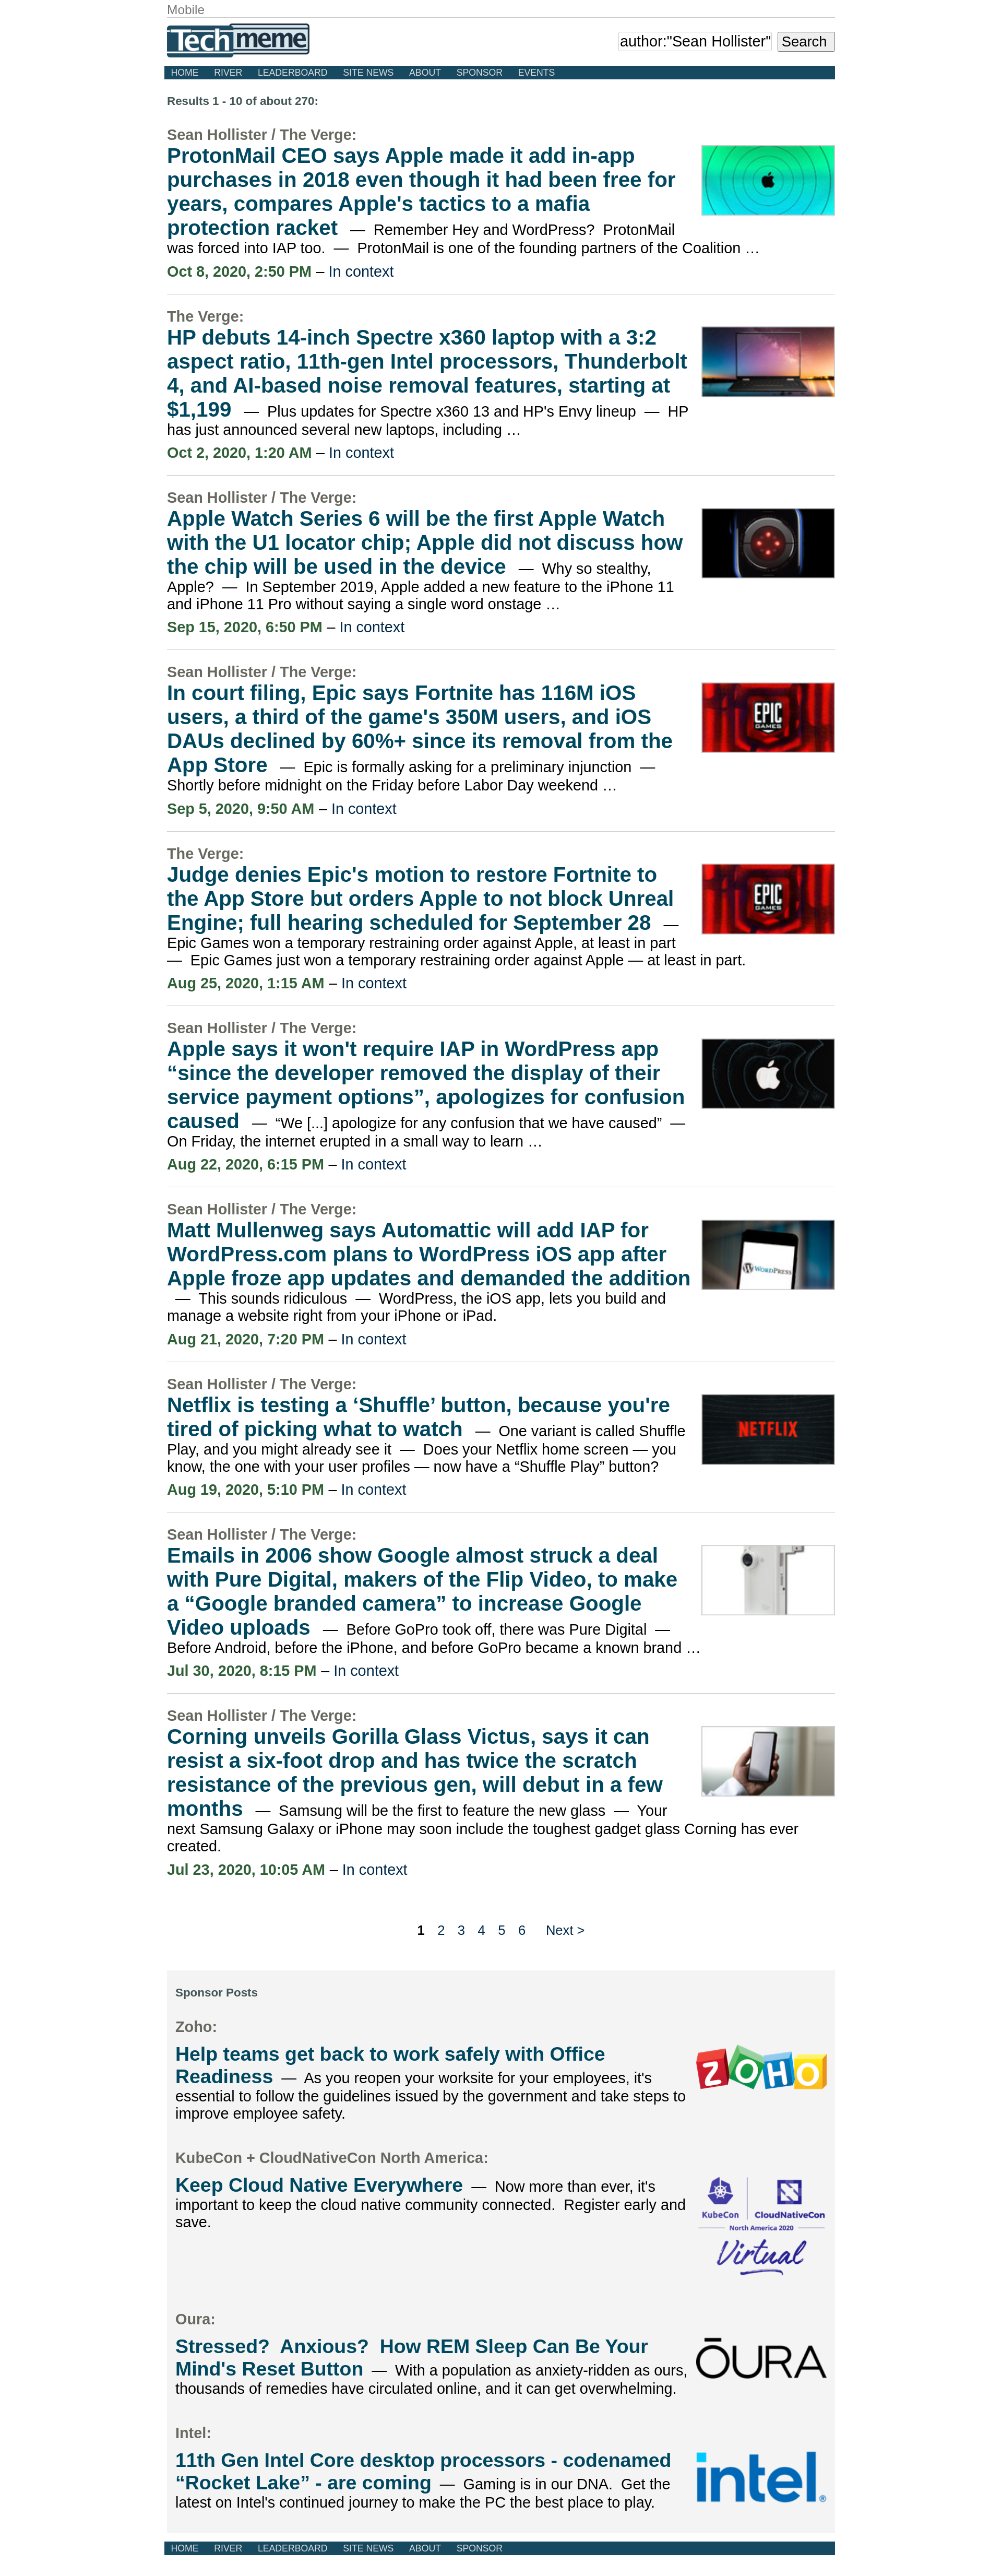 Mobile
Techmeme
author:"Sean Hollister" Search
HOME RIVER LEADERBOARD SITE NEWS ABOUT SPONSOR EVENTS
Results 1 - 10 of about 270:
Sean Hollister / The Verge:
ProtonMail CEO says Apple made it add in-app
purchases in 2018 even though it had been free for
years, compares Apple's tactics to a mafia
protection racket — Remember Hey and WordPress? ProtonMail
was forced into IAP too. — ProtonMail is one of the founding partners of the Coalition …
Oct 8, 2020, 2:50 PM – In context
The Verge:
HP debuts 14-inch Spectre x360 laptop with a 3:2
aspect ratio, 11th-gen Intel processors, Thunderbolt
4, and AI-based noise removal features, starting at
$1,199 — Plus updates for Spectre x360 13 and HP's Envy lineup — HP
has just announced several new laptops, including …
Oct 2, 2020, 1:20 AM – In context
Sean Hollister / The Verge:
Apple Watch Series 6 will be the first Apple Watch
with the U1 locator chip; Apple did not discuss how
the chip will be used in the device — Why so stealthy,
Apple? — In September 2019, Apple added a new feature to the iPhone 11
and iPhone 11 Pro without saying a single word onstage …
Sep 15, 2020, 6:50 PM – In context
Sean Hollister / The Verge:
In court filing, Epic says Fortnite has 116M iOS
users, a third of the game's 350M users, and iOS
DAUs declined by 60%+ since its removal from the
App Store — Epic is formally asking for a preliminary injunction —
Shortly before midnight on the Friday before Labor Day weekend …
EPIC
GAMES
Sep 5, 2020, 9:50 AM – In context
The Verge:
Judge denies Epic's motion to restore Fortnite to
the App Store but orders Apple to not block Unreal
Engine; full hearing scheduled for September 28 —
Epic Games won a temporary restraining order against Apple, at least in part
— Epic Games just won a temporary restraining order against Apple — at least in part.
EPIC
GAMES
Aug 25, 2020, 1:15 AM – In context
Sean Hollister / The Verge:
Apple says it won't require IAP in WordPress app
“since the developer removed the display of their
service payment options”, apologizes for confusion
caused — “We [...] apologize for any confusion that we have caused” —
On Friday, the internet erupted in a small way to learn …
Aug 22, 2020, 6:15 PM – In context
Sean Hollister / The Verge:
Matt Mullenweg says Automattic will add IAP for
WordPress.com plans to WordPress iOS app after
Apple froze app updates and demanded the addition
— This sounds ridiculous — WordPress, the iOS app, lets you build and
manage a website right from your iPhone or iPad.
WORDPRESS
Aug 21, 2020, 7:20 PM – In context
Sean Hollister / The Verge:
Netflix is testing a ‘Shuffle’ button, because you're
tired of picking what to watch — One variant is called Shuffle
Play, and you might already see it — Does your Netflix home screen — you
know, the one with your user profiles — now have a “Shuffle Play” button?
NETFLIX
Aug 19, 2020, 5:10 PM – In context
Sean Hollister / The Verge:
Emails in 2006 show Google almost struck a deal
with Pure Digital, makers of the Flip Video, to make
a “Google branded camera” to increase Google
Video uploads — Before GoPro took off, there was Pure Digital —
Before Android, before the iPhone, and before GoPro became a known brand …
Jul 30, 2020, 8:15 PM – In context
Sean Hollister / The Verge:
Corning unveils Gorilla Glass Victus, says it can
resist a six-foot drop and has twice the scratch
resistance of the previous gen, will debut in a few
months — Samsung will be the first to feature the new glass — Your
next Samsung Galaxy or iPhone may soon include the toughest gadget glass Corning has ever
created.
Jul 23, 2020, 10:05 AM – In context
1 2 3 4 5 6 Next >
Sponsor Posts
Zoho:
Help teams get back to work safely with Office
Readiness — As you reopen your worksite for your employees, it's
essential to follow the guidelines issued by the government and take steps to
improve employee safety.
ZOHO
KubeCon + CloudNativeCon North America:
Keep Cloud Native Everywhere — Now more than ever, it's
important to keep the cloud native community connected. Register early and
save.
KubeCon CloudNativeCon
North America 2020
Virtual
Oura:
Stressed? Anxious? How REM Sleep Can Be Your
Mind's Reset Button — With a population as anxiety-ridden as ours,
thousands of remedies have circulated online, and it can get overwhelming.
ŌURA
Intel:
11th Gen Intel Core desktop processors - codenamed
“Rocket Lake” - are coming — Gaming is in our DNA. Get the
latest on Intel's continued journey to make the PC the best place to play.
intel.
HOME RIVER LEADERBOARD SITE NEWS ABOUT SPONSOR